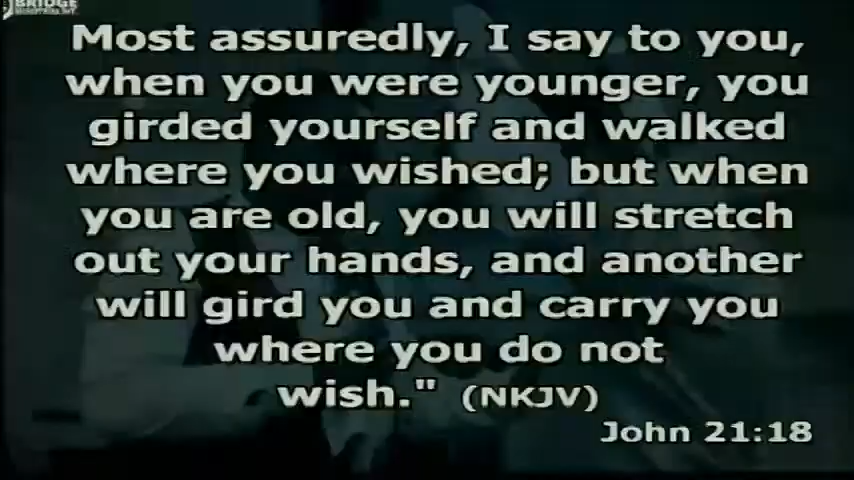 BRIDGE
Most assuredly, I say to you,
when you were younger, you
girded yourself and walked
where you wished; but when
you are old, you will stretch
out your hands, and another
will gird you and carry you
where you do not
wish." (NKJV)
John 21:18